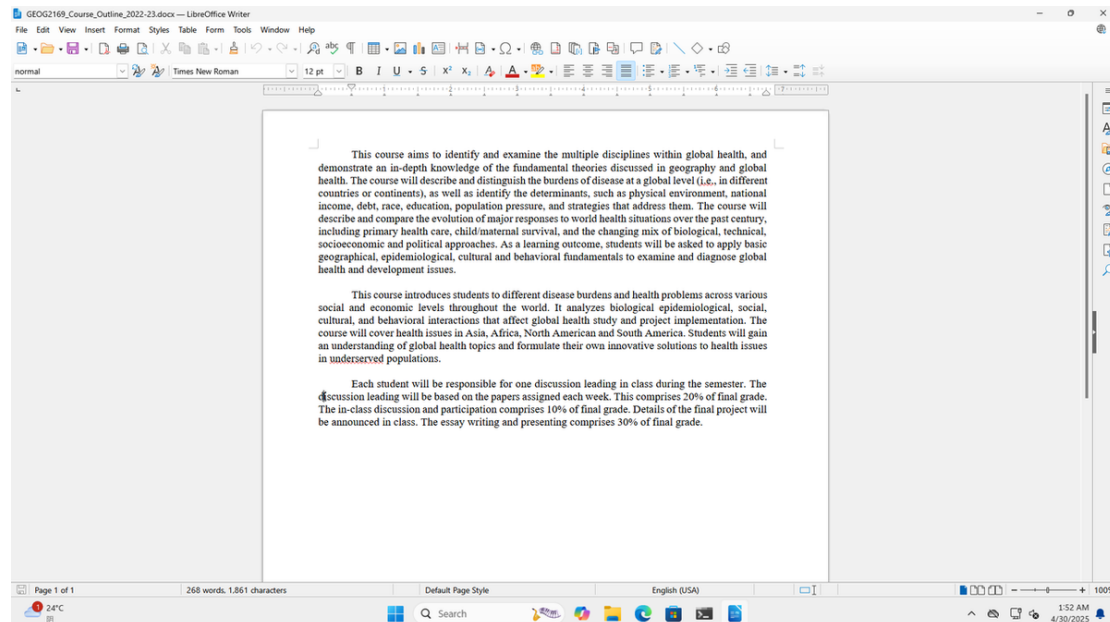 GEOG2169_Course_Outline_2022-23.docx — LibreOffice Writer
File Edit View Insert Format Styles Table Form Tools Window Help
normal Times New Roman 12 pt
This course aims to identify and examine the multiple disciplines within global health, and
demonstrate an in-depth knowledge of the fundamental theories discussed in geography and global
health. The course will describe and distinguish the burdens of disease at a global level (i.e., in different
countries or continents), as well as identify the determinants, such as physical environment, national
income, debt, race, education, population pressure, and strategies that address them. The course will
describe and compare the evolution of major responses to world health situations over the past century,
including primary health care, child/maternal survival, and the changing mix of biological, technical,
socioeconomic and political approaches. As a learning outcome, students will be asked to apply basic
geographical, epidemiological, cultural and behavioral fundamentals to examine and diagnose global
health and development issues.
This course introduces students to different disease burdens and health problems across various
social and economic levels throughout the world. It analyzes biological epidemiological, social,
cultural, and behavioral interactions that affect global health study and project implementation. The
course will cover health issues in Asia, Africa, North American and South America. Students will gain
an understanding of global health topics and formulate their own innovative solutions to health issues
in underserved populations.
Each student will be responsible for one discussion leading in class during the semester. The
discussion leading will be based on the papers assigned each week. This comprises 20% of final grade.
The in-class discussion and participation comprises 10% of final grade. Details of the final project will
be announced in class. The essay writing and presenting comprises 30% of final grade.
Page 1 of 1 268 words, 1,861 characters Default Page Style English (USA) 100%
1 24°C Search 1:52 AM
4/30/2025